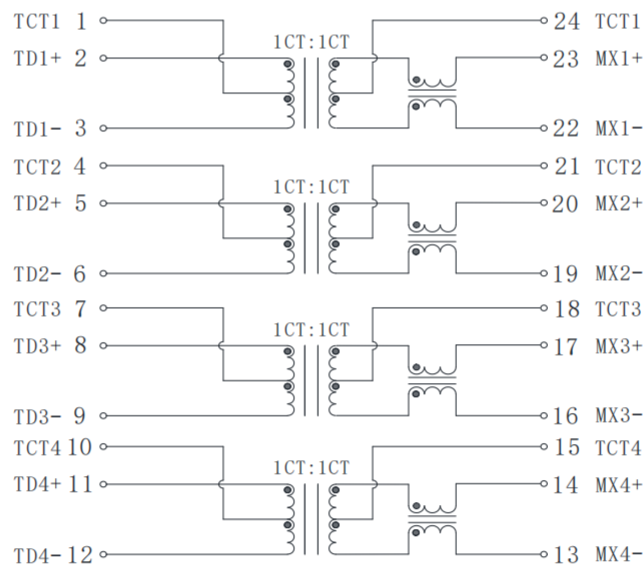 TCT1 1 24 TCT1
1CT:1CT
TD1+ 2 23 MX1+
TD1- 3 22 MX1-
TCT2 4 21 TCT2
1CT:1CT
TD2+ 5 20 MX2+
TD2- 6 19 MX2-
TCT3 7 18 TCT3
1CT:1CT
TD3+ 8 17 MX3+
TD3- 9 16 MX3-
TCT4 10 15 TCT4
1CT:1CT
TD4+ 11 14 MX4+
TD4- 12 13 MX4-